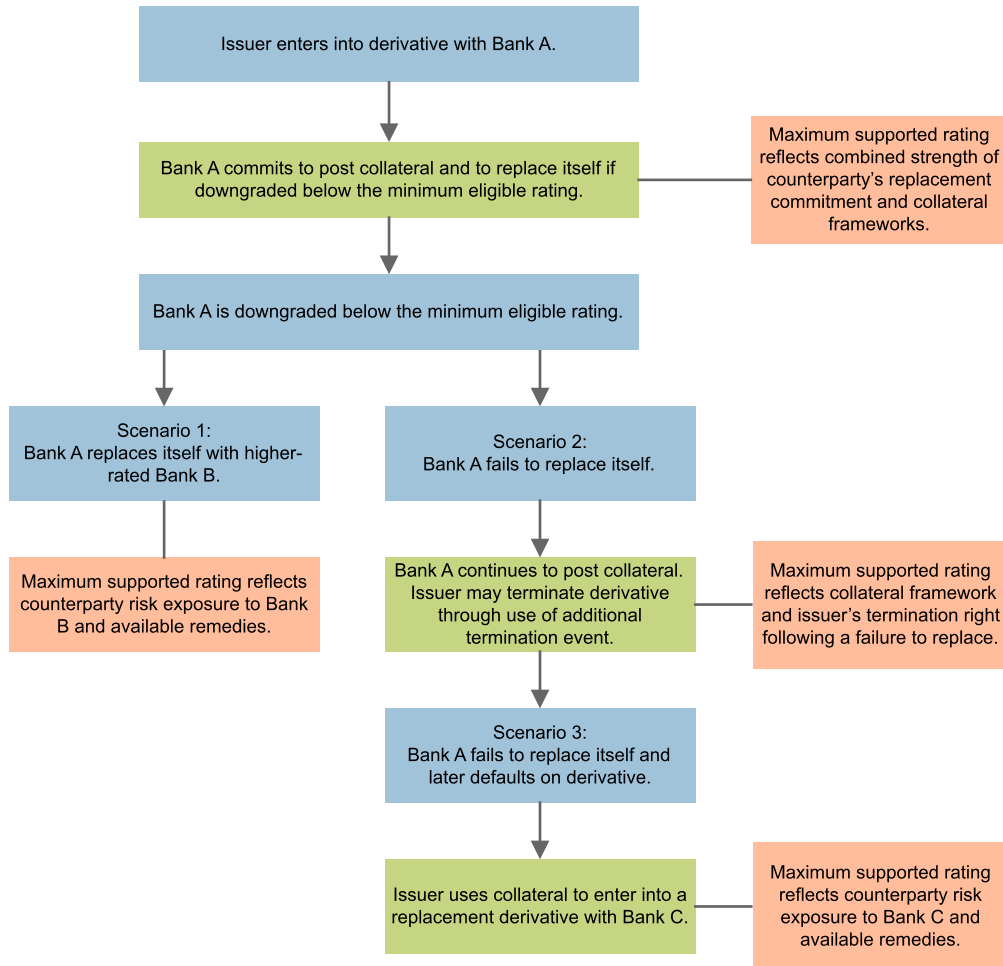 Issuer enters into derivative with Bank A.
Bank A commits to post collateral and to replace itself if
downgraded below the minimum eligible rating.
Maximum supported rating
reflects combined strength of
counterparty's replacement
commitment and collateral
frameworks.
Bank A is downgraded below the minimum eligible rating.
Scenario 1:
Bank A replaces itself with higher-
rated Bank B.
Scenario 2:
Bank A fails to replace itself.
Maximum supported rating reflects
counterparty risk exposure to Bank
B and available remedies.
Bank A continues to post collateral.
Issuer may terminate derivative
through use of additional
termination event.
Maximum supported rating
reflects collateral framework
and issuer's termination right
following a failure to replace.
Scenario 3:
Bank A fails to replace itself and
later defaults on derivative.
Issuer uses collateral to enter into a
replacement derivative with Bank C.
Maximum supported rating
reflects counterparty risk
exposure to Bank C and
available remedies.